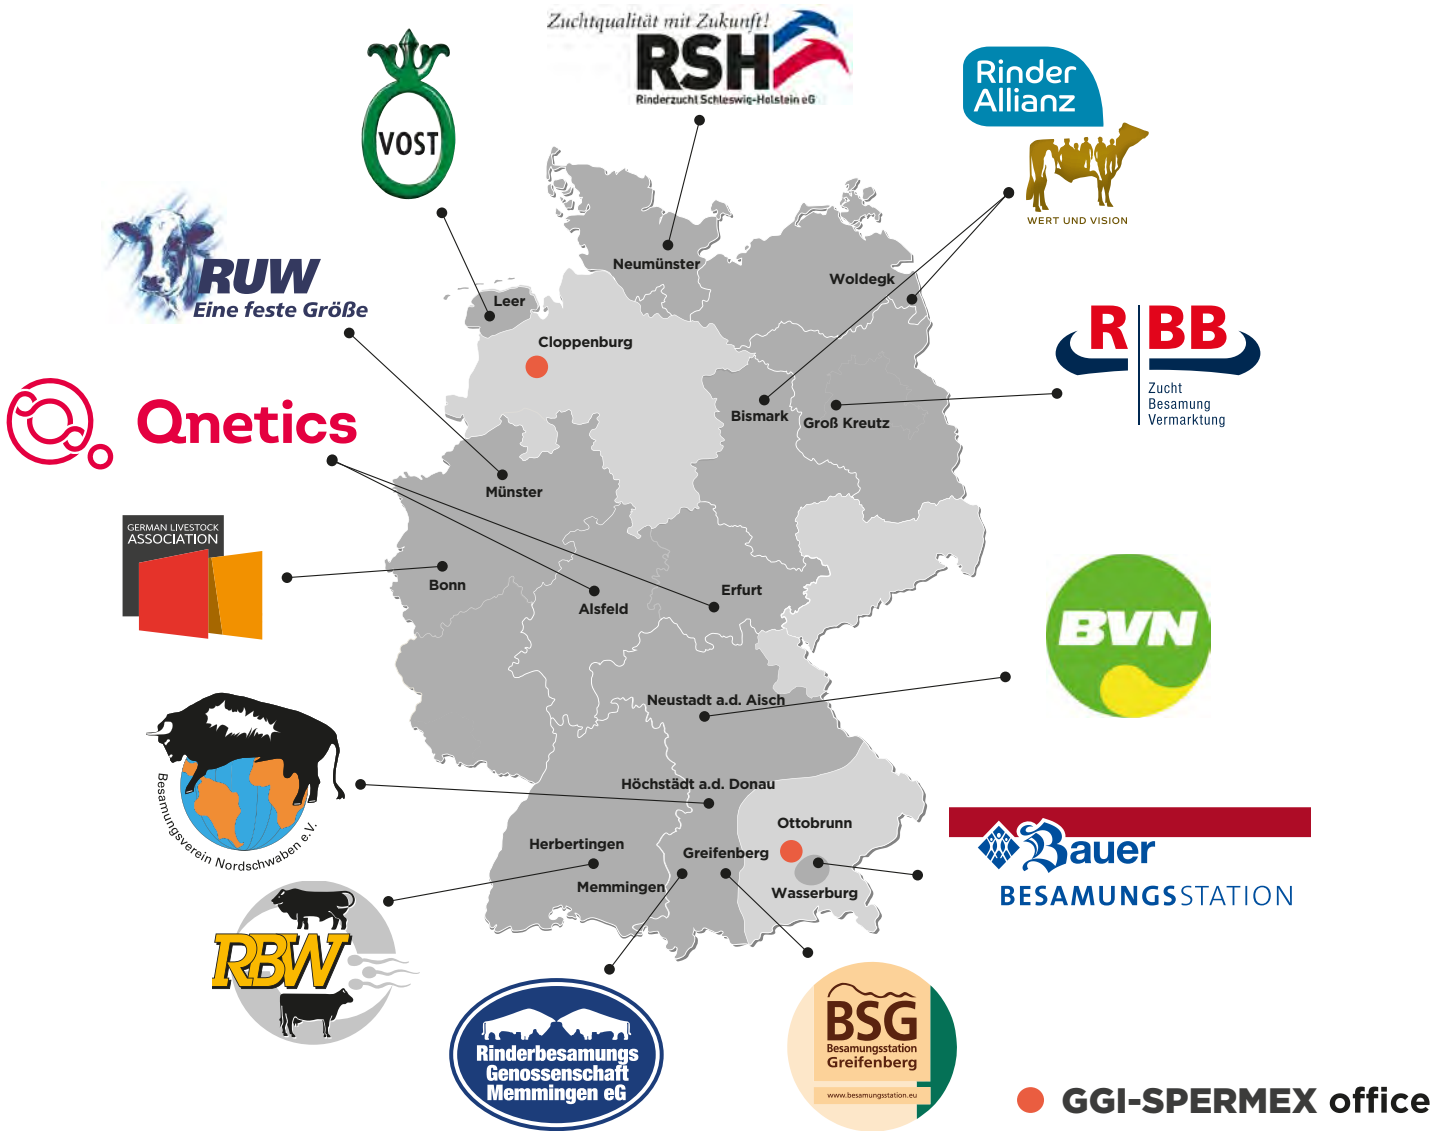 Zuchtqualität mit Zukunft!
RSH
Rinderzucht Schleswig-Holstein eG
VOST
Rinder
Allianz
WERT UND VISION
RUW
Eine feste Größe
Neumünster
Woldegk
Leer
Cloppenburg
R BB
Zucht
Besamung
Vermarktung
Qnetics
Bismark
Groß Kreutz
Münster
GERMAN LIVESTOCK
ASSOCIATION
Bonn
Alsfeld
Erfurt
BVN
Neustadt a.d. Aisch
Besamungsverein Nordschwaben e.V.
Höchstädt a.d. Donau
Ottobrunn
Herbertingen
Greifenberg
Memmingen
Wasserburg
Bauer
BESAMUNGSSTATION
RBW
Rinderbesamungs
Genossenschaft
Memmingen eG
BSG
Besamungsstation
Greifenberg
www.besamungsstation.eu
GGI-SPERMEX office